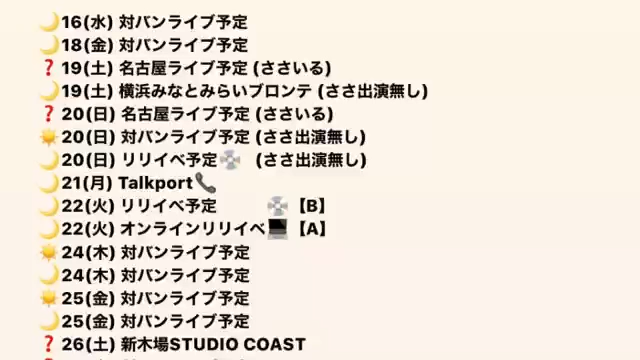 🌙16(水) 対バンライブ予定
🌙18(金) 対バンライブ予定
❓19(土) 名古屋ライブ予定 (ささいる)
🌙19(土) 横浜みなとみらいブロンテ (ささ出演無し)
❓20(日) 名古屋ライブ予定 (ささいる)
☀️20(日) 対バンライブ予定 (ささ出演無し)
🌙20(日) リリイベ予定💿 (ささ出演無し)
🌙21(月) Talkport📞
🌙22(火) リリイベ予定 💿【B】
🌙22(火) オンラインリリイベ💻【A】
☀️24(木) 対バンライブ予定
🌙24(木) 対バンライブ予定
☀️25(金) 対バンライブ予定
🌙25(金) 対バンライブ予定
❓26(土) 新木場STUDIO COAST